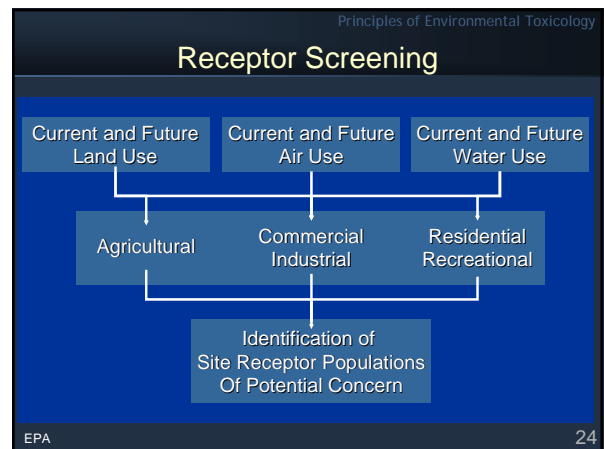 Principles of Environmental Toxicology
Receptor Screening
Current and Future
Land Use
Current and Future
Air Use
Current and Future
Water Use
Agricultural
Commercial
Industrial
Residential
Recreational
Identification of
Site Receptor Populations
Of Potential Concern
EPA
24